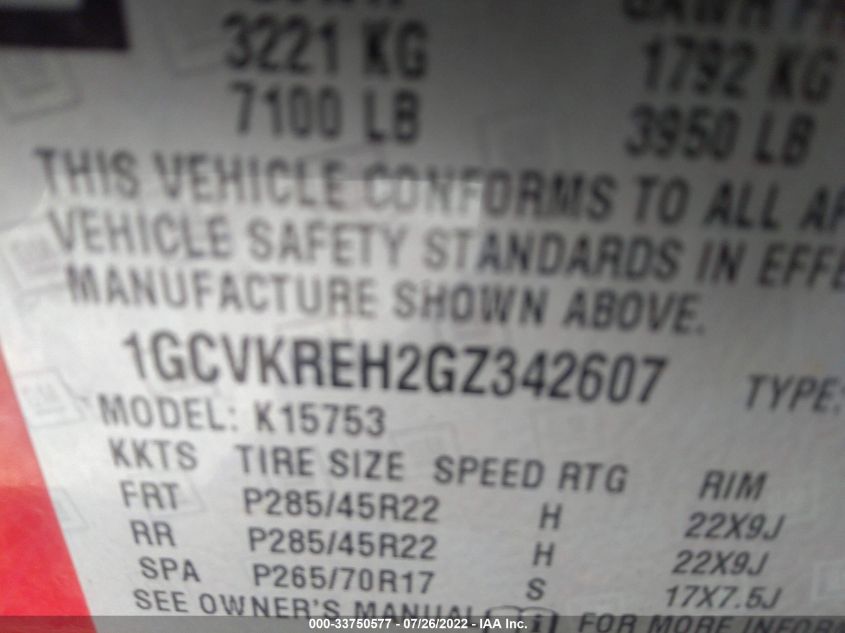 3221 KG 1792 KG
7100 LB 3950 LB
THIS VEHICLE CONFORMS TO ALL
VEHICLE SAFETY STANDARDS IN EFFE
MANUFACTURE SHOWN ABOVE.
1GCVKREH2GZ342607 TYPE:
MODEL: K15753
KKTS TIRE SIZE SPEED RTG RIM
FRT P285/45R22 H 22X9J
RR P285/45R22 H 22X9J
SPA P265/70R17 S 17X7.5J
SEE OWNER'S MANUAL FOR MORE INFORMA
000-33750577 - 07/26/2022 - IAA Inc.